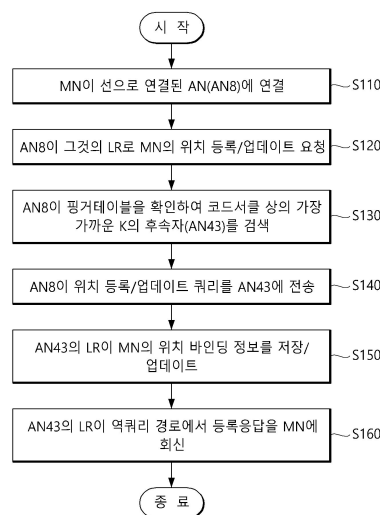 시 작
MN이 선으로 연결된 AN(AN8)에 연결
S110
AN8이 그것의 LR로 MN의 위치 등록/업데이트 요청
S120
AN8이 핑거테이블을 확인하여 코드서클 상의 가장
가까운 K의 후속자(AN43)를 검색
S130
AN8이 위치 등록/업데이트 쿼리를 AN43에 전송
S140
AN43의 LR이 MN의 위치 바인딩 정보를 저장/
업데이트
S150
AN43의 LR이 역쿼리 경로에서 등록응답을 MN에
회신
S160
종 료